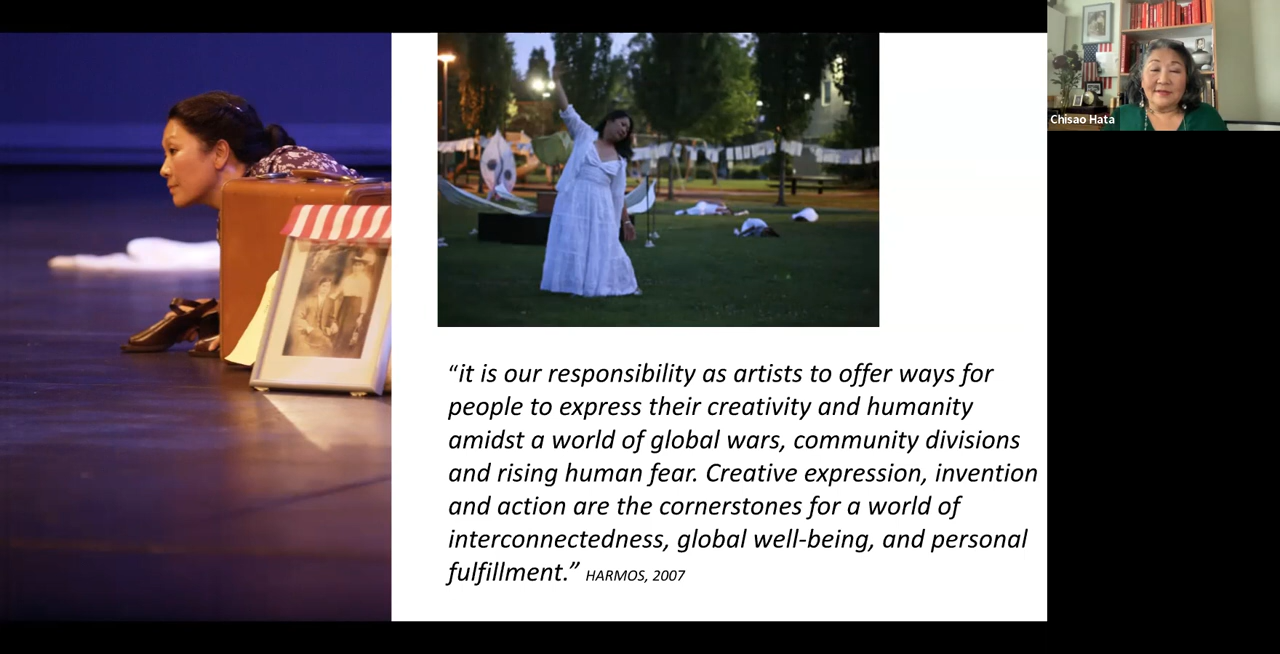 Chisao Hata
“it is our responsibility as artists to offer ways for
people to express their creativity and humanity
amidst a world of global wars, community divisions
and rising human fear. Creative expression, invention
and action are the cornerstones for a world of
interconnectedness, global well-being, and personal
fulfillment.” HARMOS, 2007